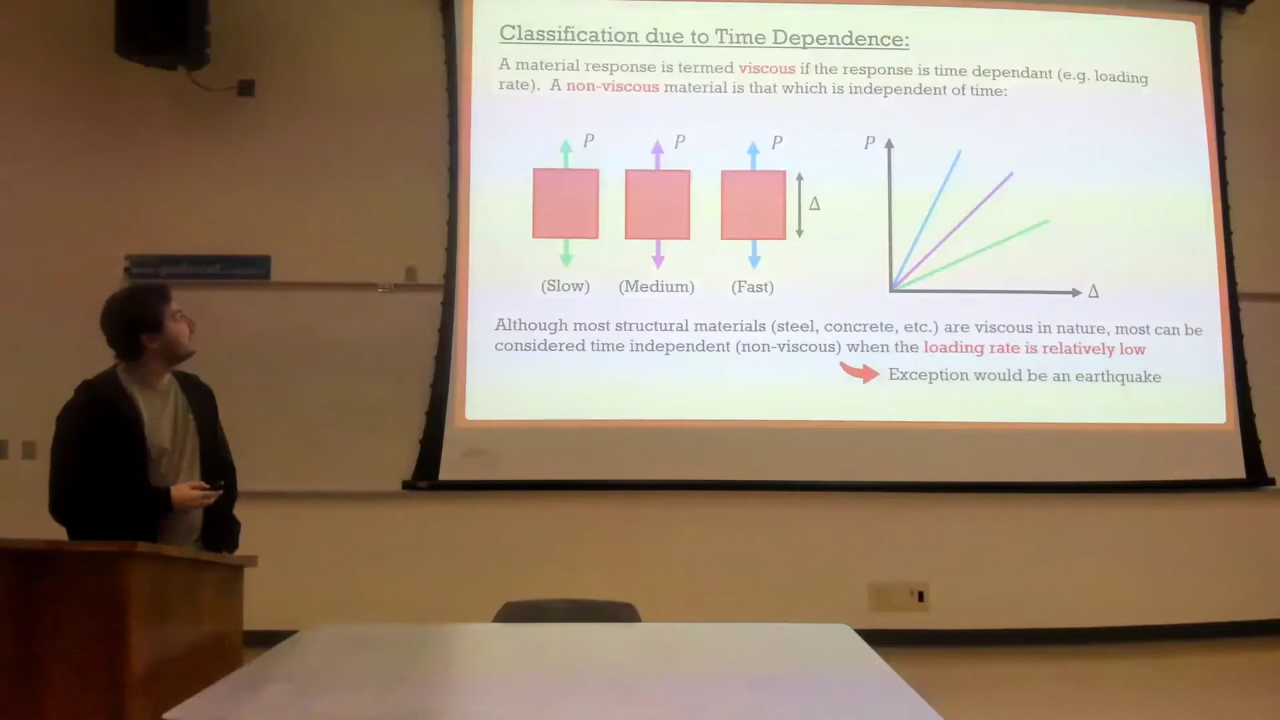 Classification due to Time Dependence:
A material response is termed viscous if the response is time dependant (e.g. loading
rate). A non-viscous material is that which is independent of time:
P P P P
Δ
(Slow) (Medium) (Fast)
Δ
Although most structural materials (steel, concrete, etc.) are viscous in nature, most can be
considered time independent (non-viscous) when the loading rate is relatively low
Exception would be an earthquake